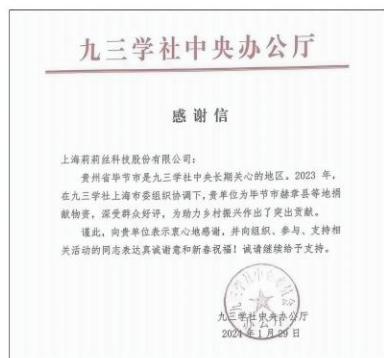 九三学社中央办公厅
感谢信
上海莉莉丝科技股份有限公司：
贵州省毕节市是九三学社中央长期关心的地区。2023 年，
在九三学社上海市委组织协调下，贵单位为毕节市赫章县等地捐
献物资，深受群众好评，为助力乡村振兴作出了突出贡献。
谨此，向贵单位表示衷心地感谢，并向组织、参与、支持相
关活动的同志表达真诚谢意和新春祝福！诚请继续给予支持。
九三学社中央办公厅
2024 年 1 月 29 日